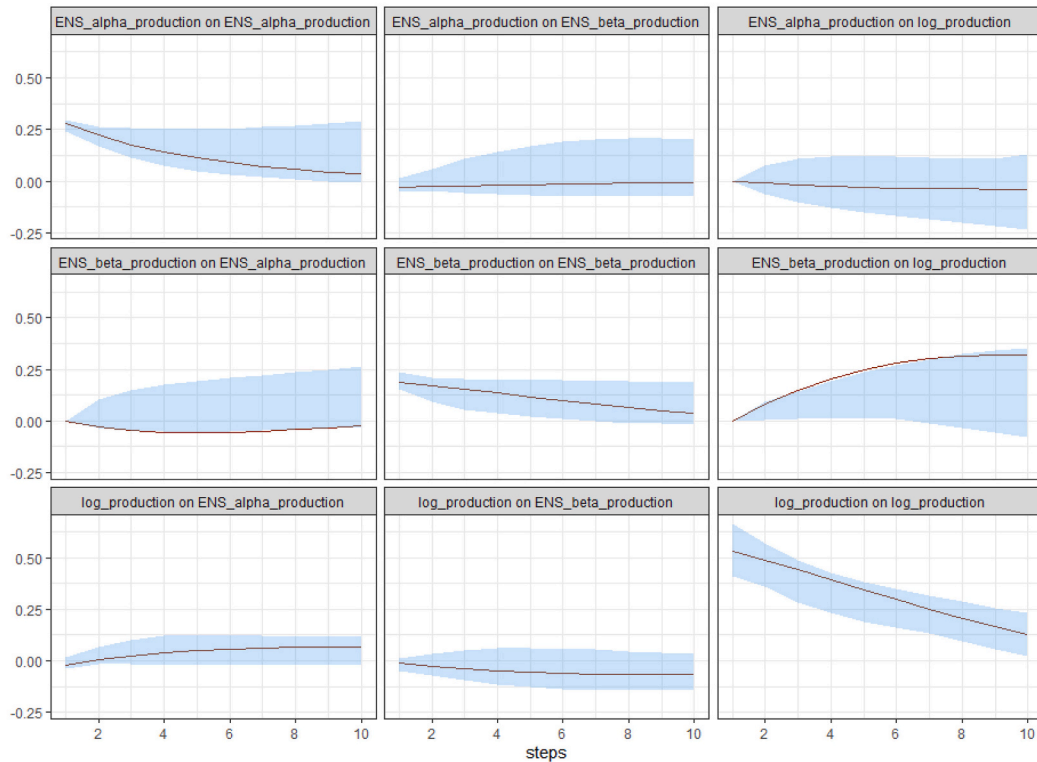 ENS_alpha_production on ENS_alpha_production
ENS_alpha_production on ENS_beta_production
ENS_alpha_production on log_production
0.50
0.25
0.00
-0.25
ENS_beta_production on ENS_alpha_production
ENS_beta_production on ENS_beta_production
ENS_beta_production on log_production
0.50
0.25
0.00
-0.25
log_production on ENS_alpha_production
log_production on ENS_beta_production
log_production on log_production
0.50
0.25
0.00
-0.25
2 4 6 8 10 2 4 6 8 10 2 4 6 8 10
steps